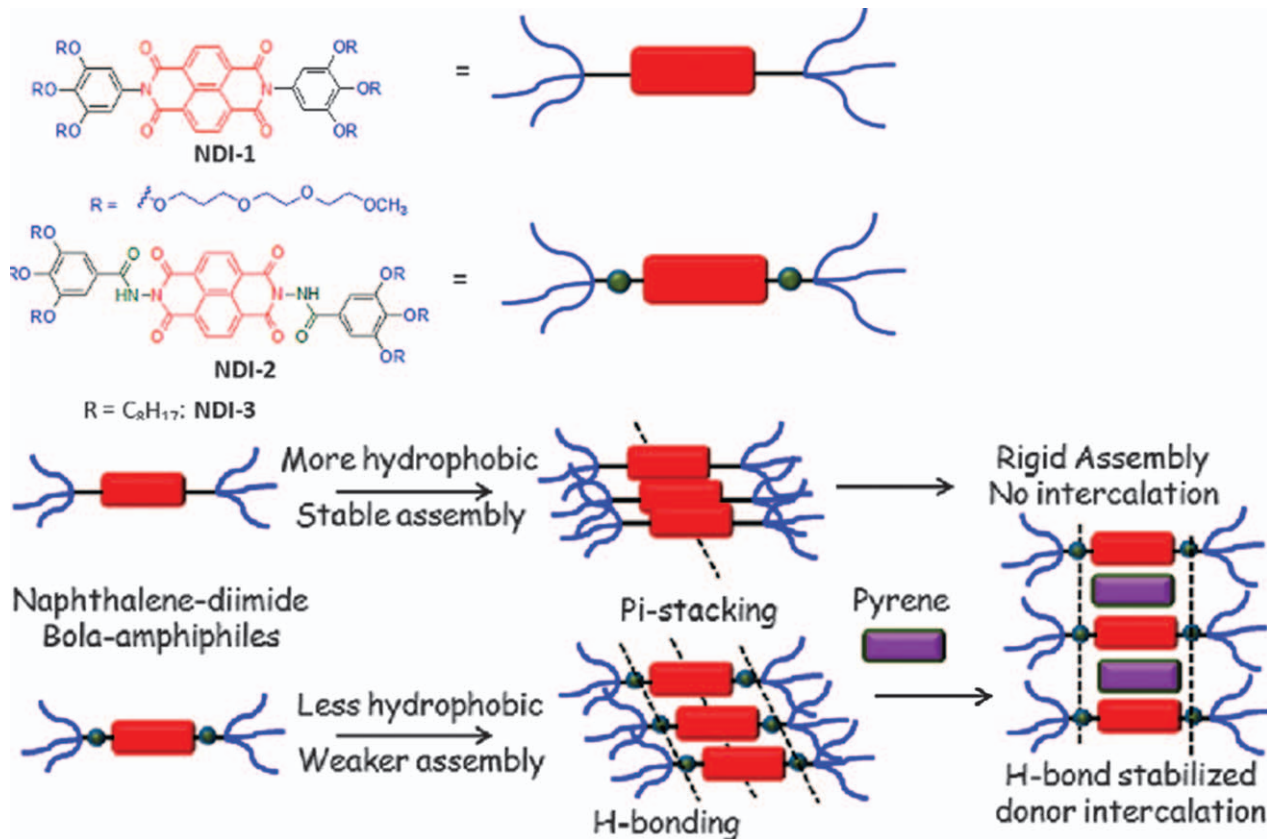 RO
OR
RO
N
N
OR
RO
OR
O
O
O
O
=
NDI-1
R =
O
O
O
OCH₃
RO
RO
RO
O
HN
N
N
NH
O
O
O
O
O
OR
OR
OR
=
NDI-2
R = C₈H₁₇: NDI-3
More hydrophobic
Stable assembly
Rigid Assembly
No intercalation
Naphthalene-diimide
Bola-amphiphiles
Pi-stacking
Pyrene
Less hydrophobic
Weaker assembly
H-bonding
H-bond stabilized
donor intercalation